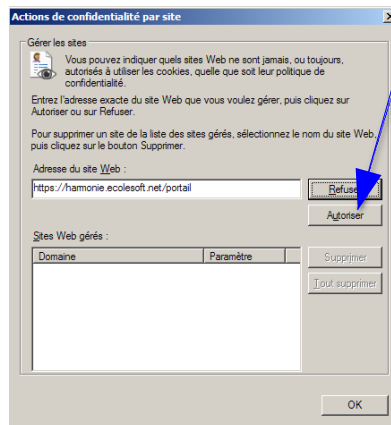 Actions de confidentialité par site
Gérer les sites
Vous pouvez indiquer quels sites Web ne sont jamais, ou toujours,
autorisés à utiliser les cookies, quelle que soit leur politique de
confidentialité.
Entrez l'adresse exacte du site Web que vous voulez gérer, puis cliquez sur
Autoriser ou sur Refuser.
Pour supprimer un site de la liste des sites gérés, sélectionnez le nom du site Web,
puis cliquez sur le bouton Supprimer.
Adresse du site Web :
https://harmonie.ecolesoft.net/portail
Refuser
Autoriser
Sites Web gérés :
Domaine Paramètre
Supprimer
Tout supprimer
OK